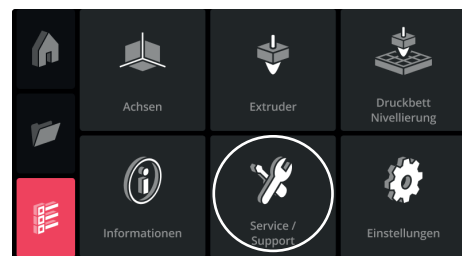 Achsen
Extruder
Druckbett
Nivellierung
Informationen
Service /
Support
Einstellungen